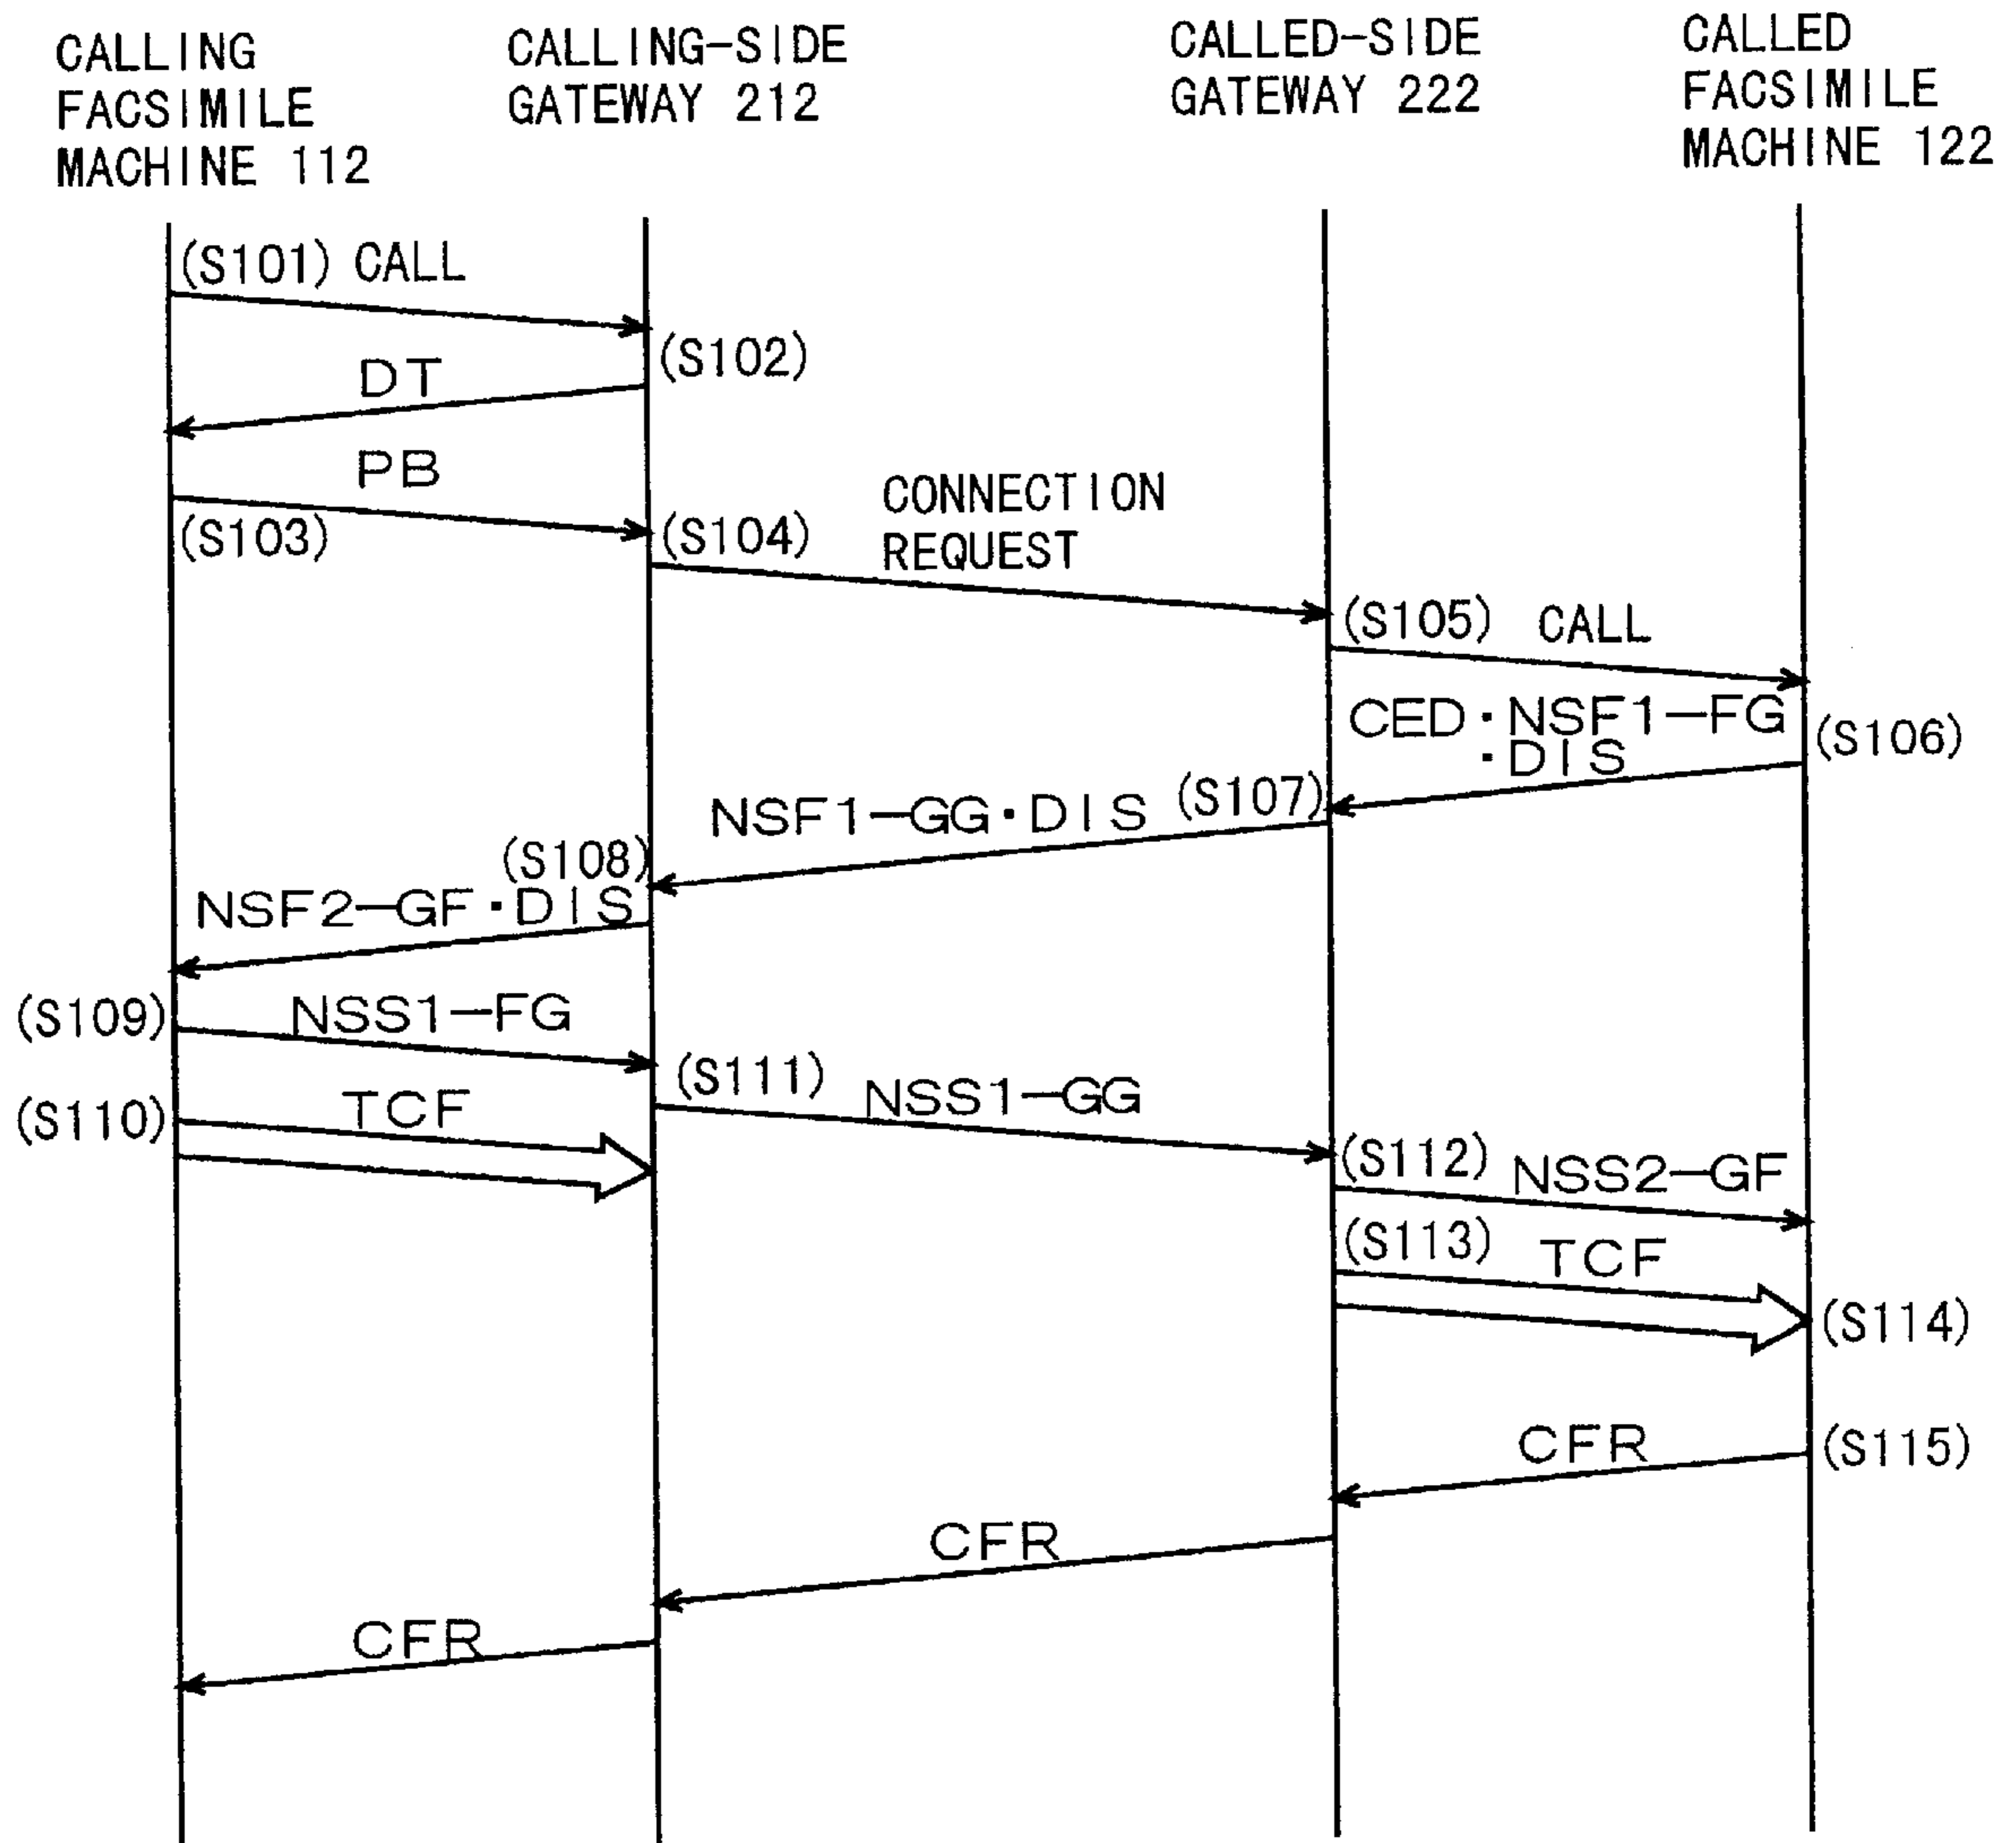 CALLING
FACSIMILE
MACHINE 112
CALLING-SIDE
GATEWAY 212
CALLED-SIDE
GATEWAY 222
CALLED
FACSIMILE
MACHINE 122
(S101) CALL
(S102)
DT
PB
(S103)
(S104)
CONNECTION
REQUEST
(S105) CALL
CED・NSF1-FG
・DIS
(S106)
(S107)
NSF1-GG・DIS
(S108)
NSF2-GF・DIS
(S109)
NSS1-FG
(S110)
TCF
(S111)
NSS1-GG
(S112)
NSS2-GF
(S113)
TCF
(S114)
CFR
(S115)
CFR
CFR